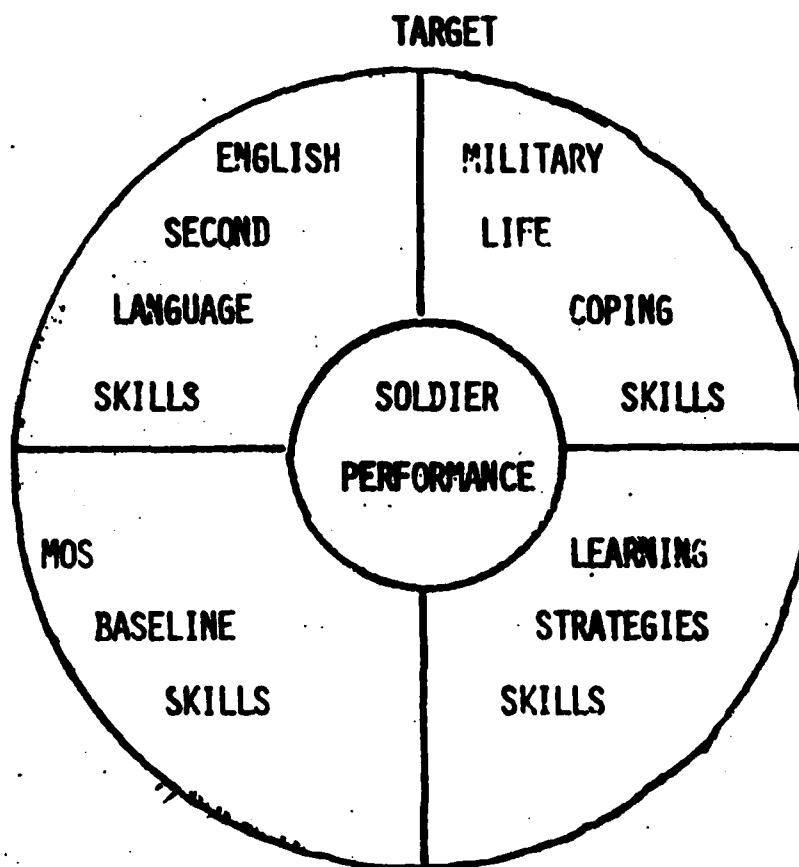 TARGET
ENGLISH
SECOND
LANGUAGE
SKILLS
MILITARY
LIFE
COPING
SKILLS
SOLDIER
PERFORMANCE
MOS
BASELINE
SKILLS
LEARNING
STRATEGIES
SKILLS